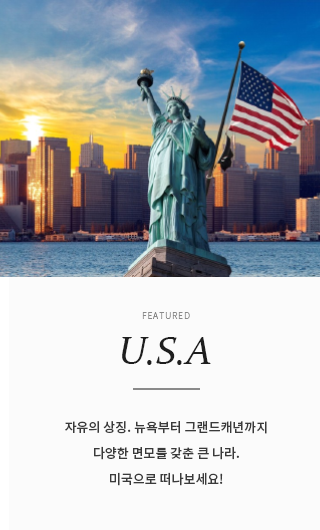 FEATURED
U.S.A
자유의 상징. 뉴욕부터 그랜드캐년까지
다양한 면모를 갖춘 큰 나라.
미국으로 떠나보세요!